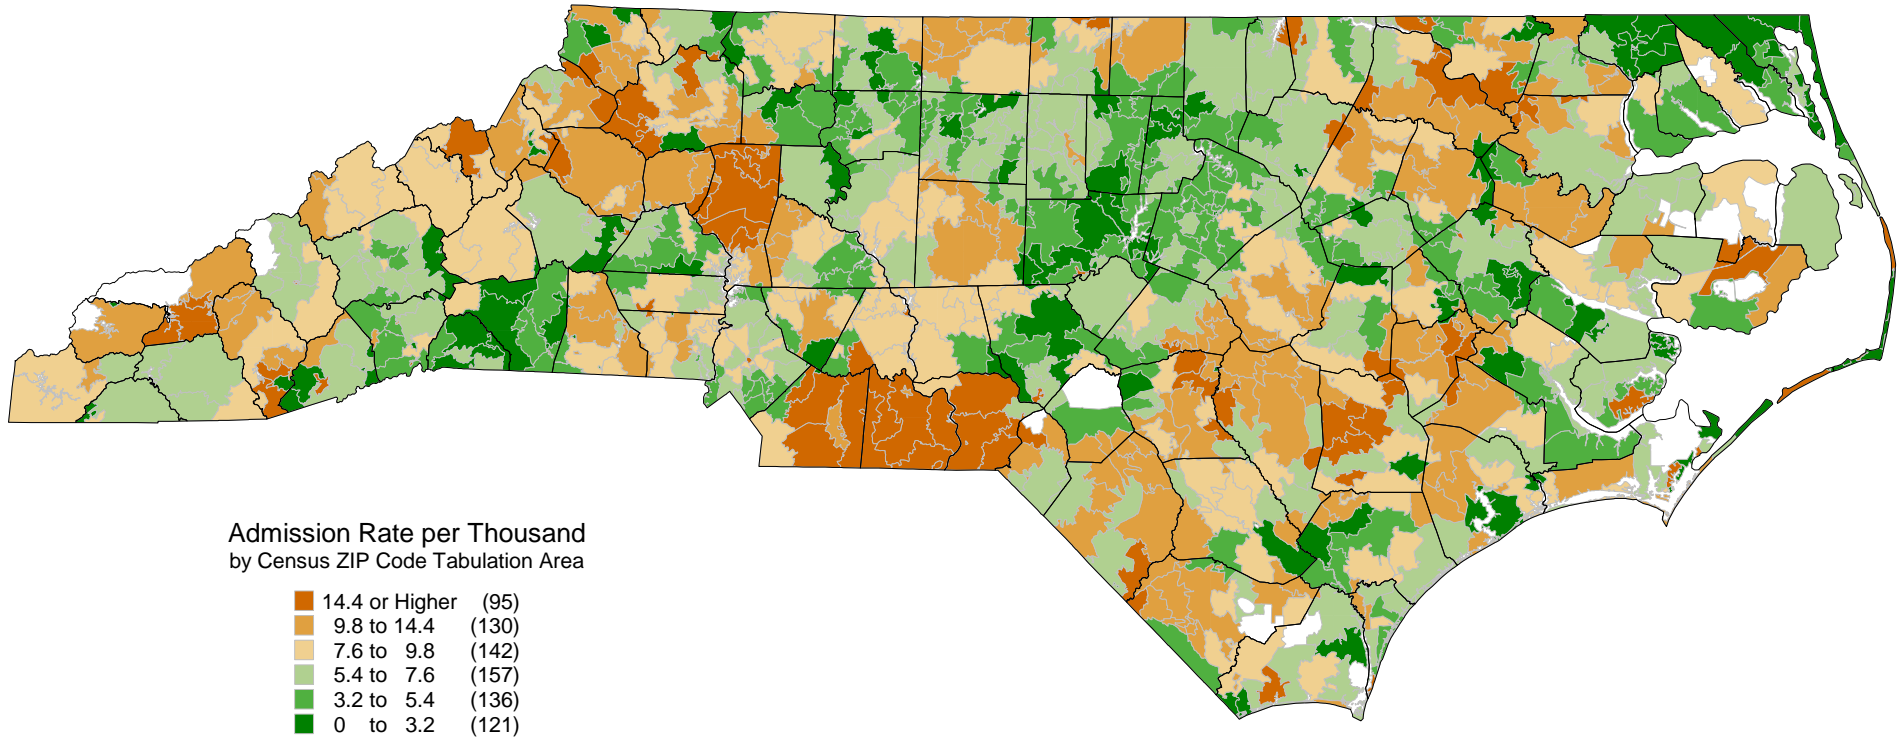 Admission Rate per Thousand
by Census ZIP Code Tabulation Area
14.4 or Higher (95)
9.8 to 14.4 (130)
7.6 to 9.8 (142)
5.4 to 7.6 (157)
3.2 to 5.4 (136)
0 to 3.2 (121)